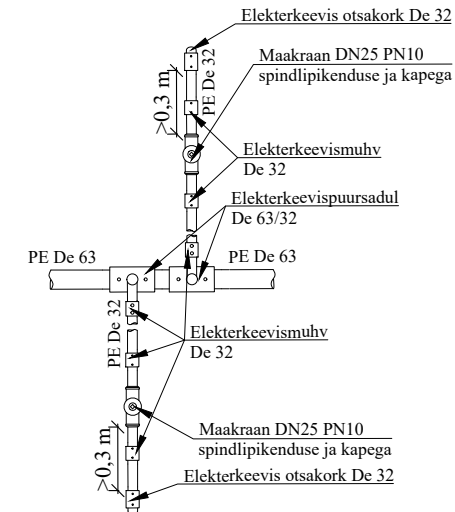 Elekterkeevis otsakork De 32
Maakraan DN25 PN10
spindlipikenduse ja kapega
PE De 32
>0,3 m
Elekterkeevismuhv
De 32
Elekterkeevispuursadul
De 63/32
PE De 63
PE De 63
PE De 32
Elekterkeevismuhv
De 32
Maakraan DN25 PN10
spindlipikenduse ja kapega
>0,3 m
Elekterkeevis otsakork De 32